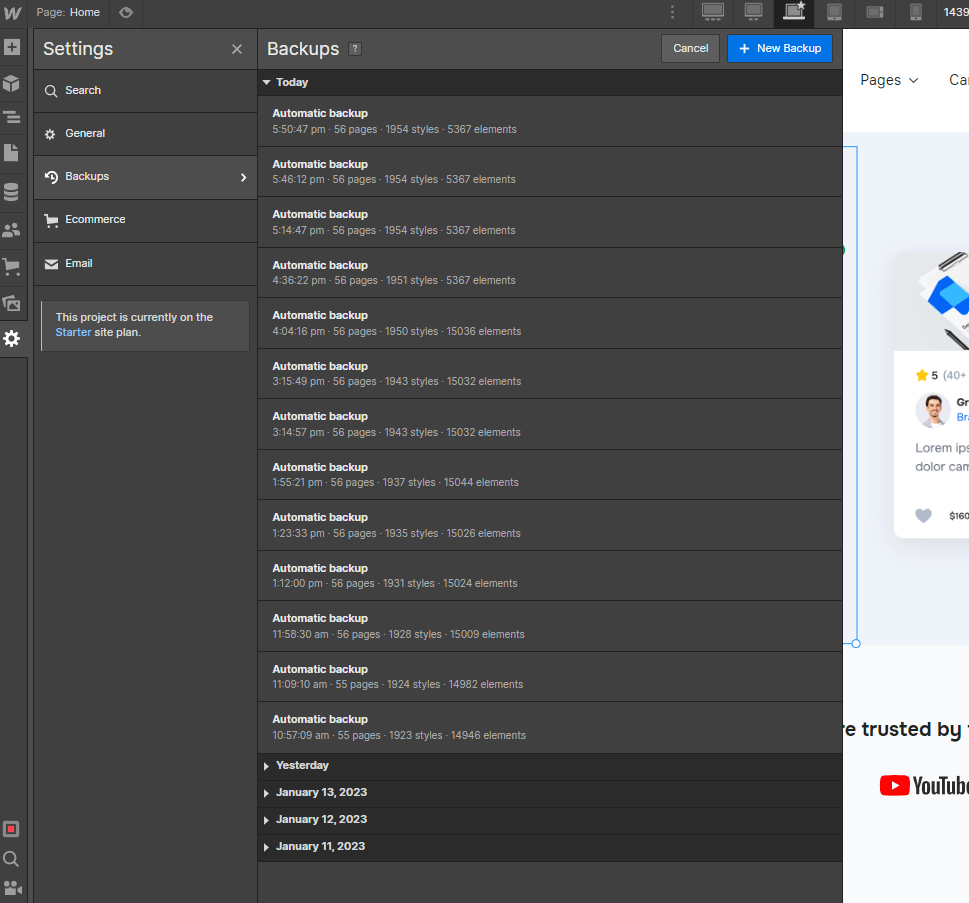 Page: Home
1439
Settings
Search
General
Backups
Ecommerce
Email
This project is currently on the
Starter site plan.
Backups ?
Cancel
+ New Backup
Today
Automatic backup
5:50:47 pm · 56 pages · 1954 styles · 5367 elements
Automatic backup
5:46:12 pm · 56 pages · 1954 styles · 5367 elements
Automatic backup
5:14:47 pm · 56 pages · 1954 styles · 5367 elements
Automatic backup
4:36:22 pm · 56 pages · 1951 styles · 5367 elements
Automatic backup
4:04:16 pm · 56 pages · 1950 styles · 15036 elements
Automatic backup
3:15:49 pm · 56 pages · 1943 styles · 15032 elements
Automatic backup
3:14:57 pm · 56 pages · 1943 styles · 15032 elements
Automatic backup
1:55:21 pm · 56 pages · 1937 styles · 15044 elements
Automatic backup
1:23:33 pm · 56 pages · 1935 styles · 15026 elements
Automatic backup
1:12:00 pm · 56 pages · 1931 styles · 15024 elements
Automatic backup
11:58:30 am · 56 pages · 1928 styles · 15009 elements
Automatic backup
11:09:10 am · 55 pages · 1924 styles · 14982 elements
Automatic backup
10:57:09 am · 55 pages · 1923 styles · 14946 elements
Yesterday
January 13, 2023
January 12, 2023
January 11, 2023
Pages
Ca
5 (40+
Gr
Bra
Lorem ips
dolor cam
$160
re trusted by
YouTube